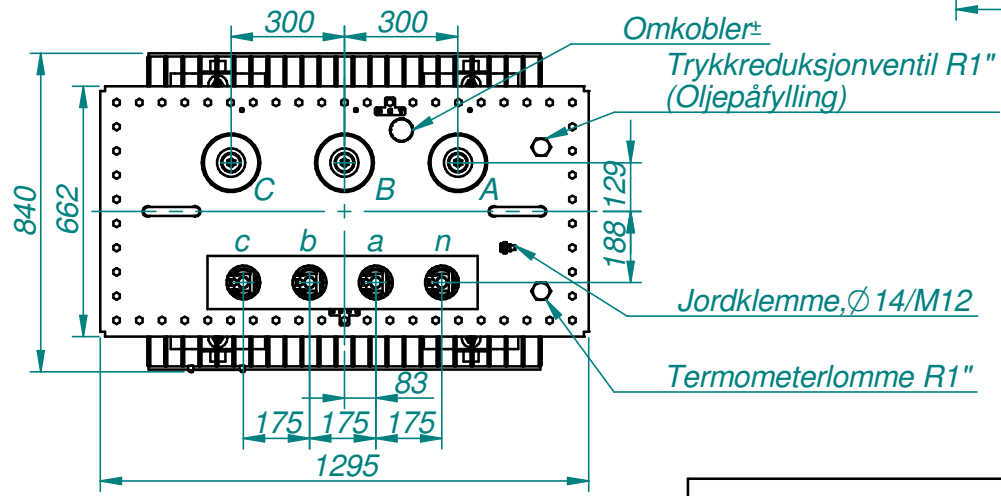 300
300
Omkobler±
Trykkreduksjonventil R1"
(Oljepåfylling)
840
662
C
B
A
129
188
c
b
a
n
Jordklemme,∅14/M12
Termometerlomme R1"
83
175
175
175
1295